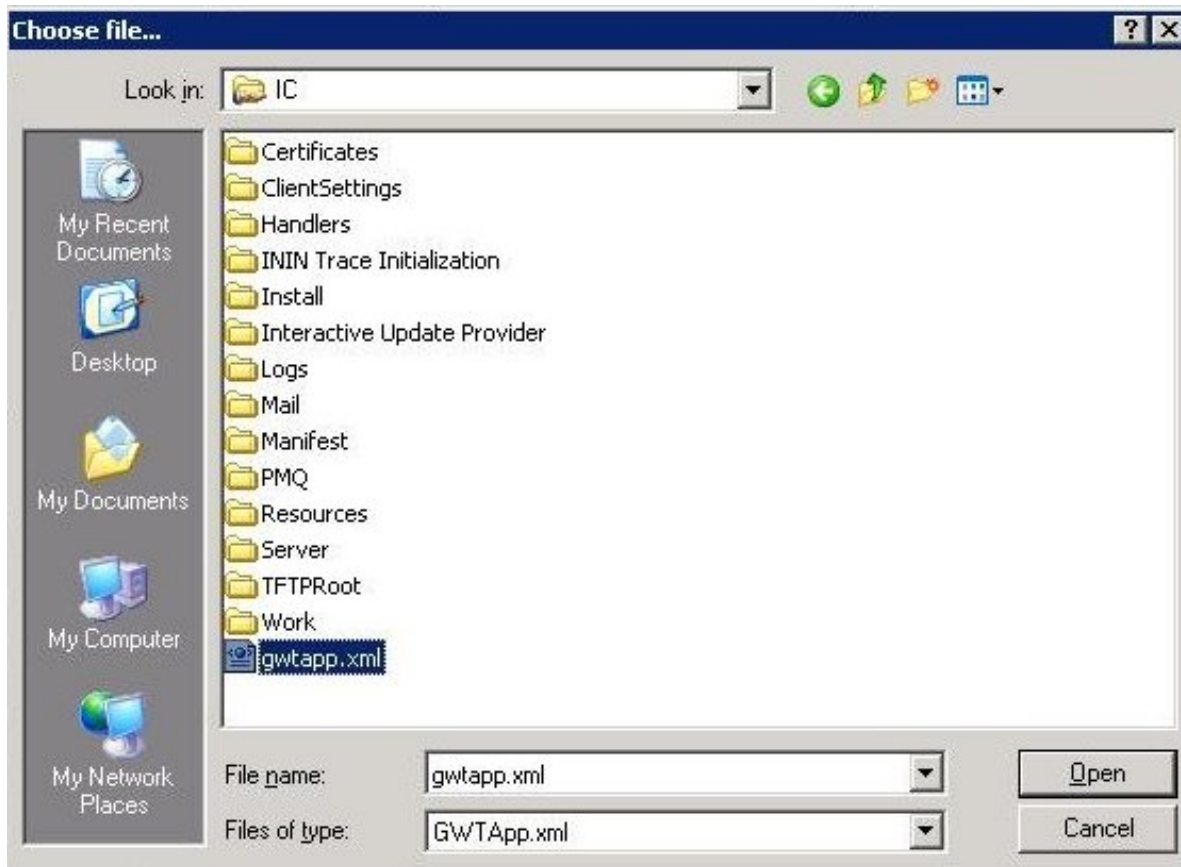 Choose file...
Look in: IC
My Recent
Documents
Desktop
My Documents
My Computer
My Network
Places
Certificates
ClientSettings
Handlers
ININ Trace Initialization
Install
Interactive Update Provider
Logs
Mail
Manifest
PMQ
Resources
Server
TFTPRoot
Work
gwtapp.xml
File name: gwtapp.xml Open
Files of type: GWTApp.xml Cancel